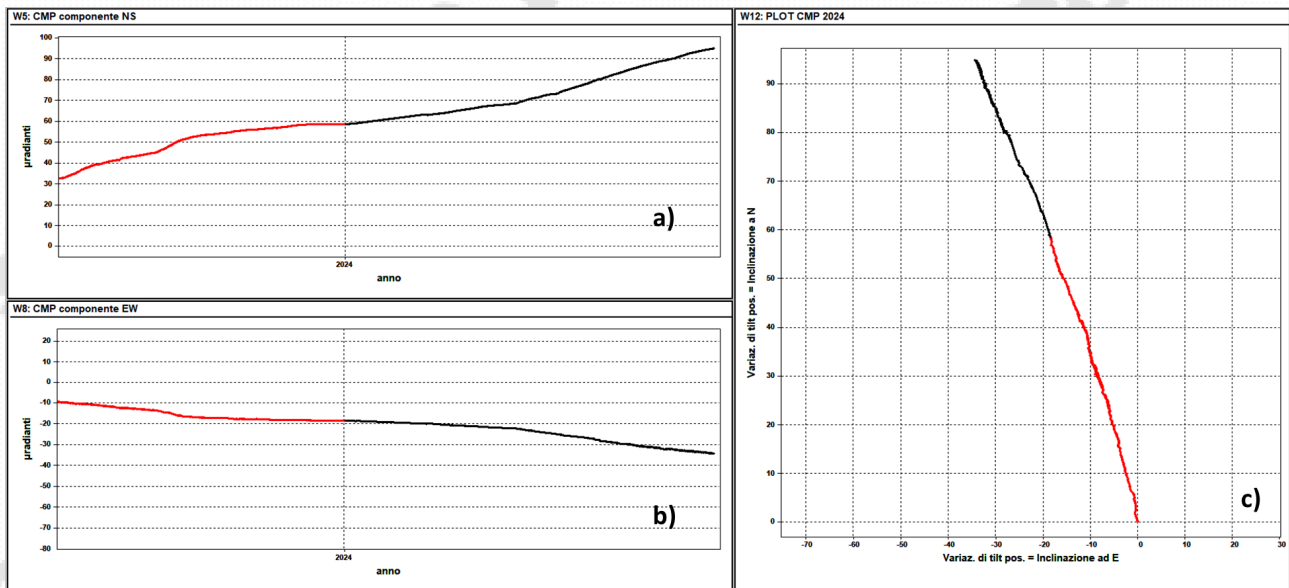 W5: CMP componente NS
100
90
80
70
60
50
40
30
20
10
0
µradianti
2024
anno
a)
W8: CMP componente EW
20
10
0
-10
-20
-30
-40
-50
-60
-70
-80
µradianti
2024
anno
b)
W12: PLOT CMP 2024
90
80
70
60
50
40
30
20
10
0
Variaz. di tilt pos. = Inclinazione a N
-70 -60 -50 -40 -30 -20 -10 0 10 20 30
Variaz. di tilt pos. = Inclinazione ad E
c)